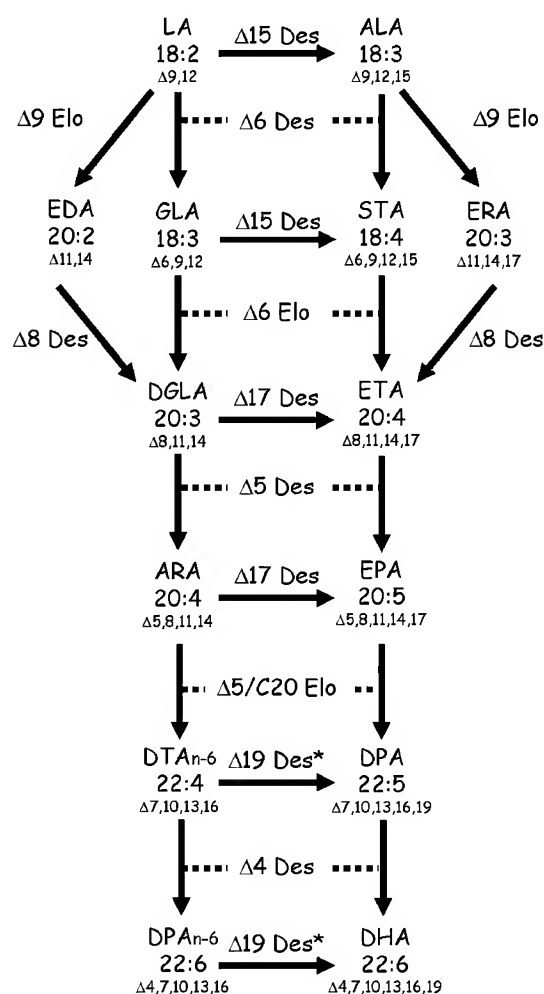 LA
18:2
Δ9,12
Δ15 Des
ALA
18:3
Δ9,12,15
Δ9 Elo
Δ6 Des
Δ9 Elo
EDA
20:2
Δ11,14
GLA
18:3
Δ6,9,12
Δ15 Des
STA
18:4
Δ6,9,12,15
ERA
20:3
Δ11,14,17
Δ8 Des
Δ6 Elo
Δ8 Des
DGLA
20:3
Δ8,11,14
Δ17 Des
ETA
20:4
Δ8,11,14,17
Δ5 Des
ARA
20:4
Δ5,8,11,14
Δ17 Des
EPA
20:5
Δ5,8,11,14,17
Δ5/C20 Elo
DTAn-6
22:4
Δ7,10,13,16
Δ19 Des*
DPA
22:5
Δ7,10,13,16,19
Δ4 Des
DPAn-6
22:6
Δ4,7,10,13,16
Δ19 Des*
DHA
22:6
Δ4,7,10,13,16,19